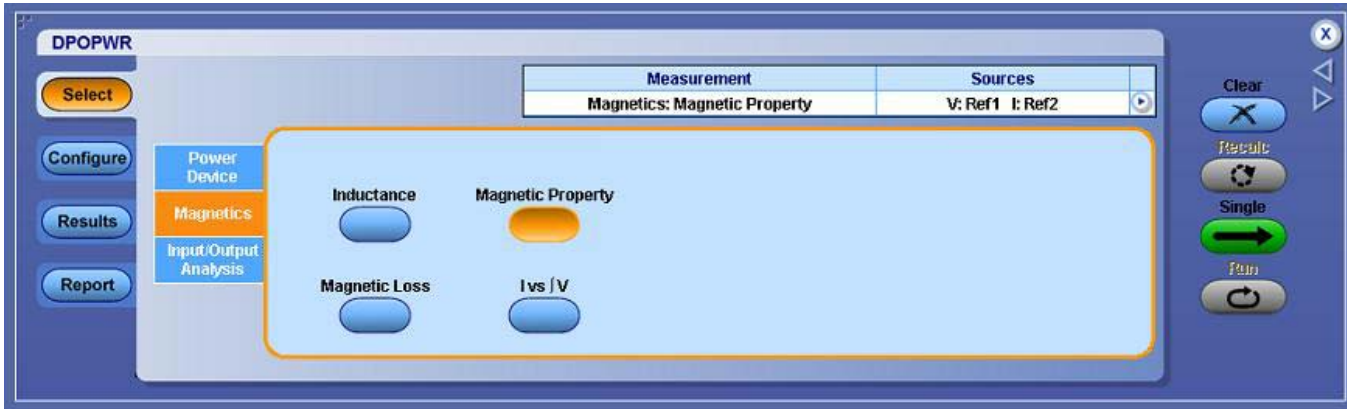 DPOPWR
X
Select
Configure
Results
Report
Measurement Sources
Magnetics: Magnetic Property V: Ref1 I: Ref2
Power
Device
Magnetics
Input/Output
Analysis
Inductance Magnetic Property
Magnetic Loss I vs ∫V
Clear
Recalc
Single
Run